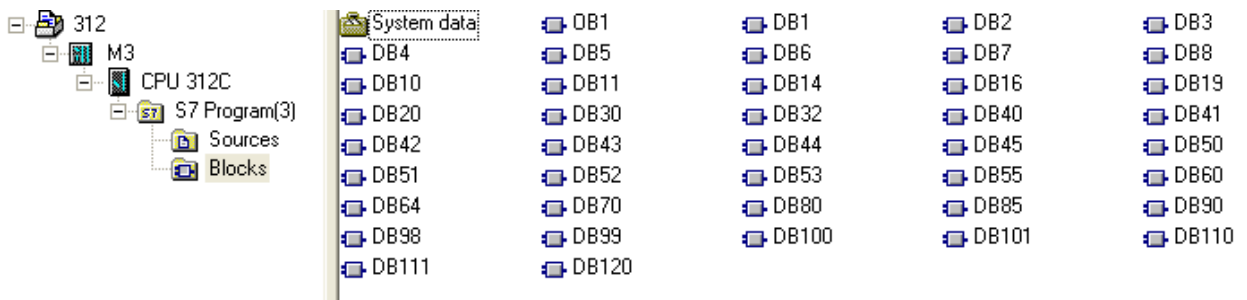 312
M3
CPU 312C
S7 Program(3)
Sources
Blocks
System data OB1 DB1 DB2 DB3
DB4 DB5 DB6 DB7 DB8
DB10 DB11 DB14 DB16 DB19
DB20 DB30 DB32 DB40 DB41
DB42 DB43 DB44 DB45 DB50
DB51 DB52 DB53 DB55 DB60
DB64 DB70 DB80 DB85 DB90
DB98 DB99 DB100 DB101 DB110
DB111 DB120